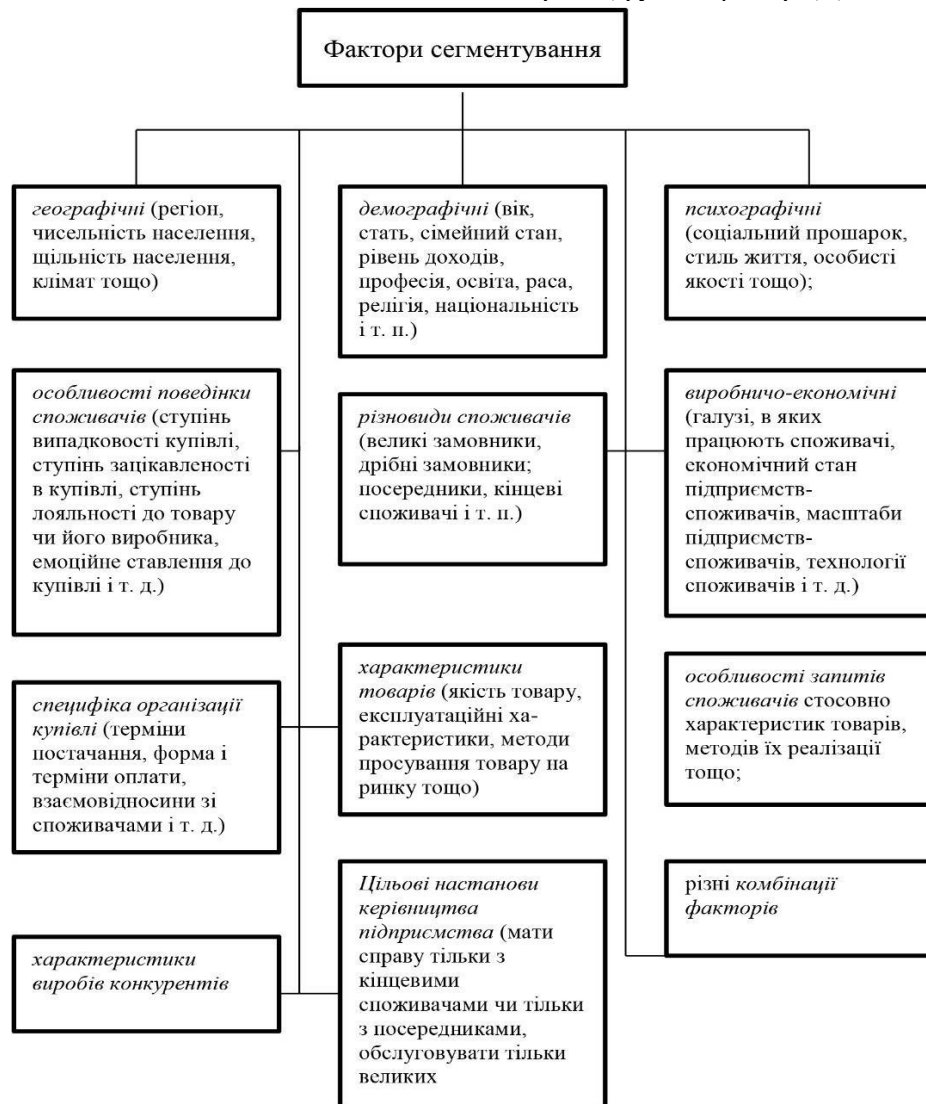 Фактори сегментування
географічні (регіон,
чисельність населення,
щільність населення,
клімат тощо)
демографічні (вік,
стать, сімейний стан,
рівень доходів,
професія, освіта, раса,
релігія, національність
і т. п.)
психографічні
(соціальний прошарок,
стиль життя, особисті
якості тощо);
особливості поведінки
споживачів (ступінь
випадковості купівлі,
ступінь зацікавленості
в купівлі, ступінь
лояльності до товару
чи його виробника,
емоційне ставлення до
купівлі і т. д.)
різновиди споживачів
(великі замовники,
дрібні замовники;
посередники, кінцеві
споживачі і т. п.)
виробничо-економічні
(галузі, в яких
працюють споживачі,
економічний стан
підприємств-
споживачів, масштаби
підприємств-
споживачів, технології
споживачів і т. д.)
специфіка організації
купівлі (терміни
постачання, форма і
терміни оплати,
взаємовідносини зі
споживачами і т. д.)
характеристики
товарів (якість товару,
експлуатаційні ха-
рактеристики, методи
просування товару на
ринку тощо)
особливості запитів
споживачів стосовно
характеристик товарів,
методів їх реалізації
тощо;
характеристики
виробів конкурентів
Цільові настанови
керівництва
підприємства (мати
справу тільки з
кінцевими
споживачами чи тільки
з посередниками,
обслуговувати тільки
великих
різні комбінації
факторів